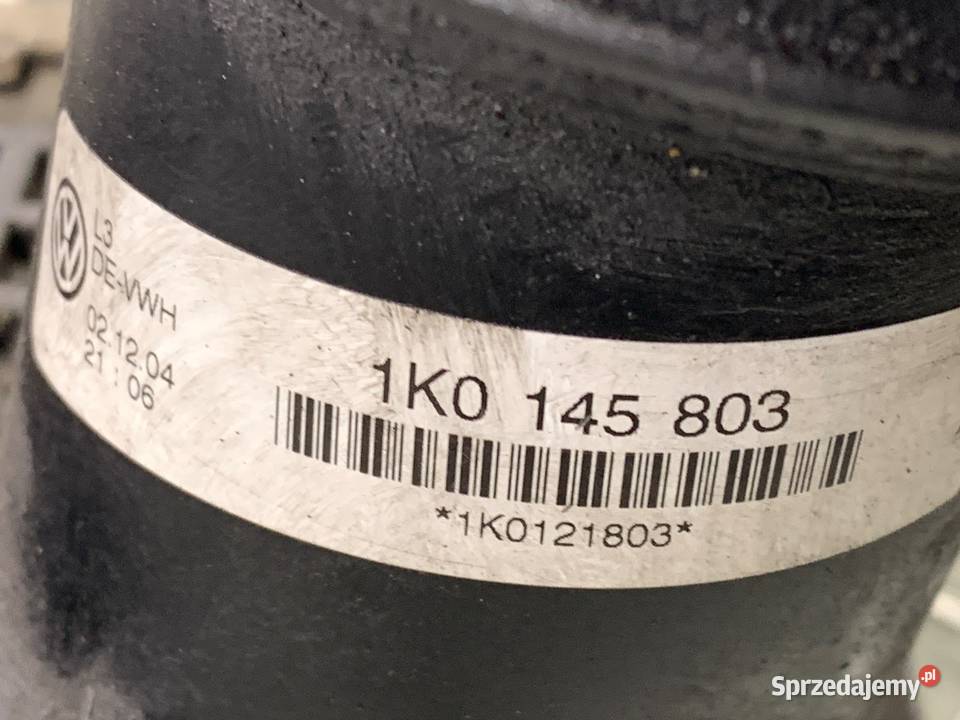 L3
DE-VWH
02.12.04
21:06
1K0 145 803
*1K0121803*
Sprzedajemy.pl